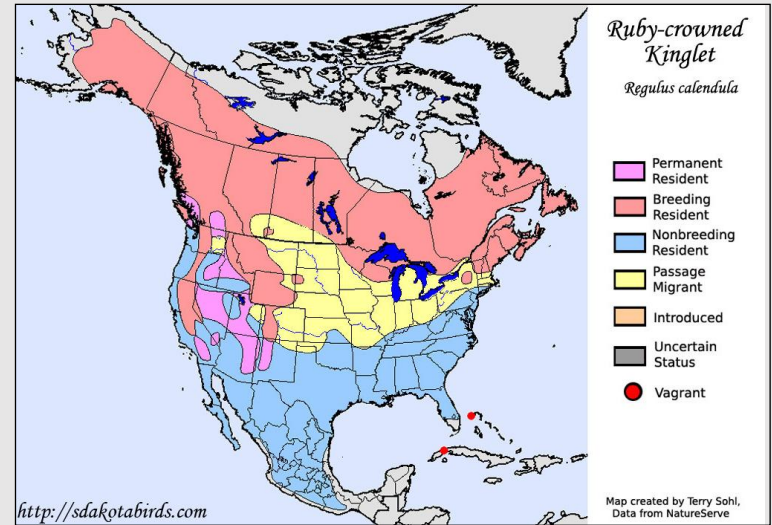 Ruby-crowned
Kinglet
Regulus calendula
Permanent
Resident
Breeding
Resident
Nonbreeding
Resident
Passage
Migrant
Introduced
Uncertain
Status
Vagrant
http://sdakotabirds.com
Map created by Terry Sohl,
Data from NatureServe